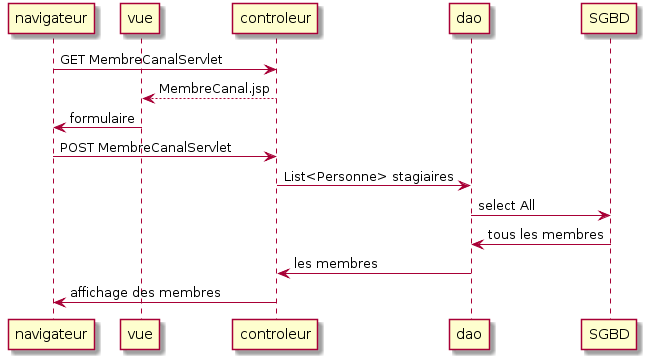 navigateur vue controleur dao SGBD
GET MembreCanalServlet
MembreCanal.jsp
formulaire
POST MembreCanalServlet
List<Personne> stagiaires
select All
tous les membres
les membres
affichage des membres
navigateur vue controleur dao SGBD